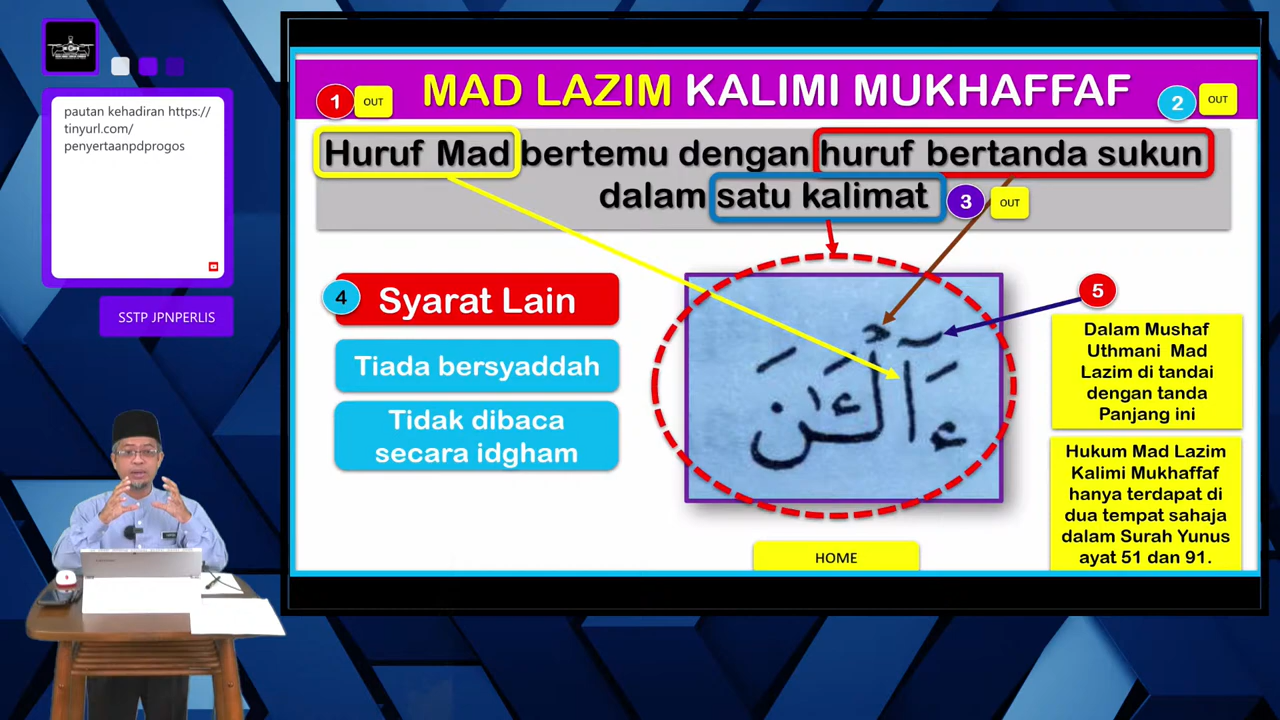 pautan kehadiran https://
tinyurl.com/
penyertaanpdprogos
SSTP JPNPERLIS
1 OUT
MAD LAZIM KALIMI MUKHAFFAF
2 OUT
Huruf Mad bertemu dengan huruf bertanda sukun
dalam satu kalimat
3 OUT
4 Syarat Lain
Tiada bersyaddah
Tidak dibaca
secara idgham
ءَآلْـَٰٔنَ
5
Dalam Mushaf
Uthmani Mad
Lazim di tandai
dengan tanda
Panjang ini
Hukum Mad Lazim
Kalimi Mukhaffaf
hanya terdapat di
dua tempat sahaja
dalam Surah Yunus
ayat 51 dan 91.
HOME